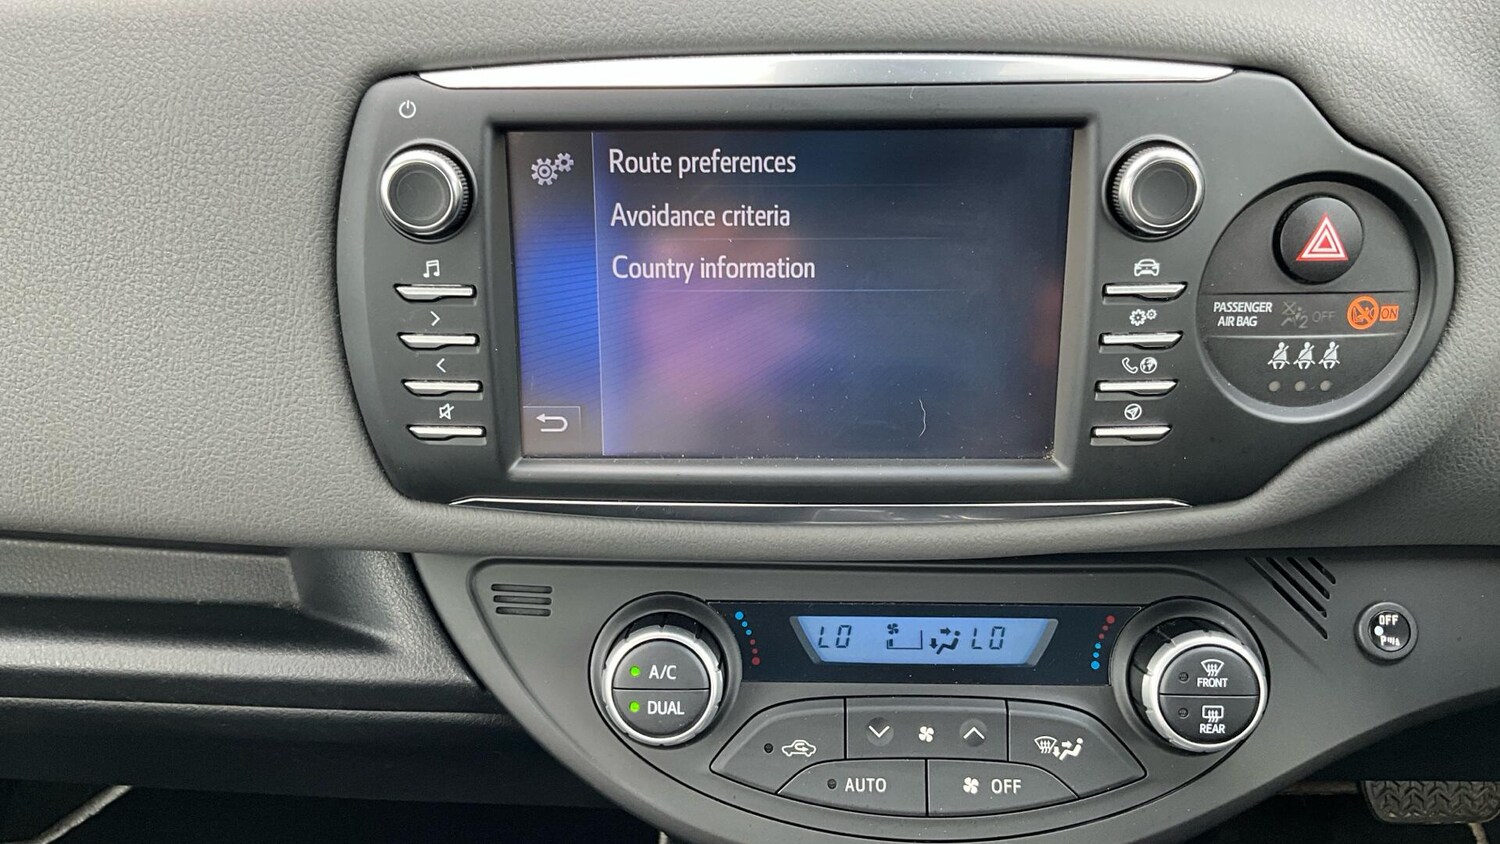 Route preferences
Avoidance criteria
Country information
PASSENGER
AIR BAG
2 OFF
ON
LO
LO
OFF
A/C
DUAL
FRONT
REAR
AUTO
OFF